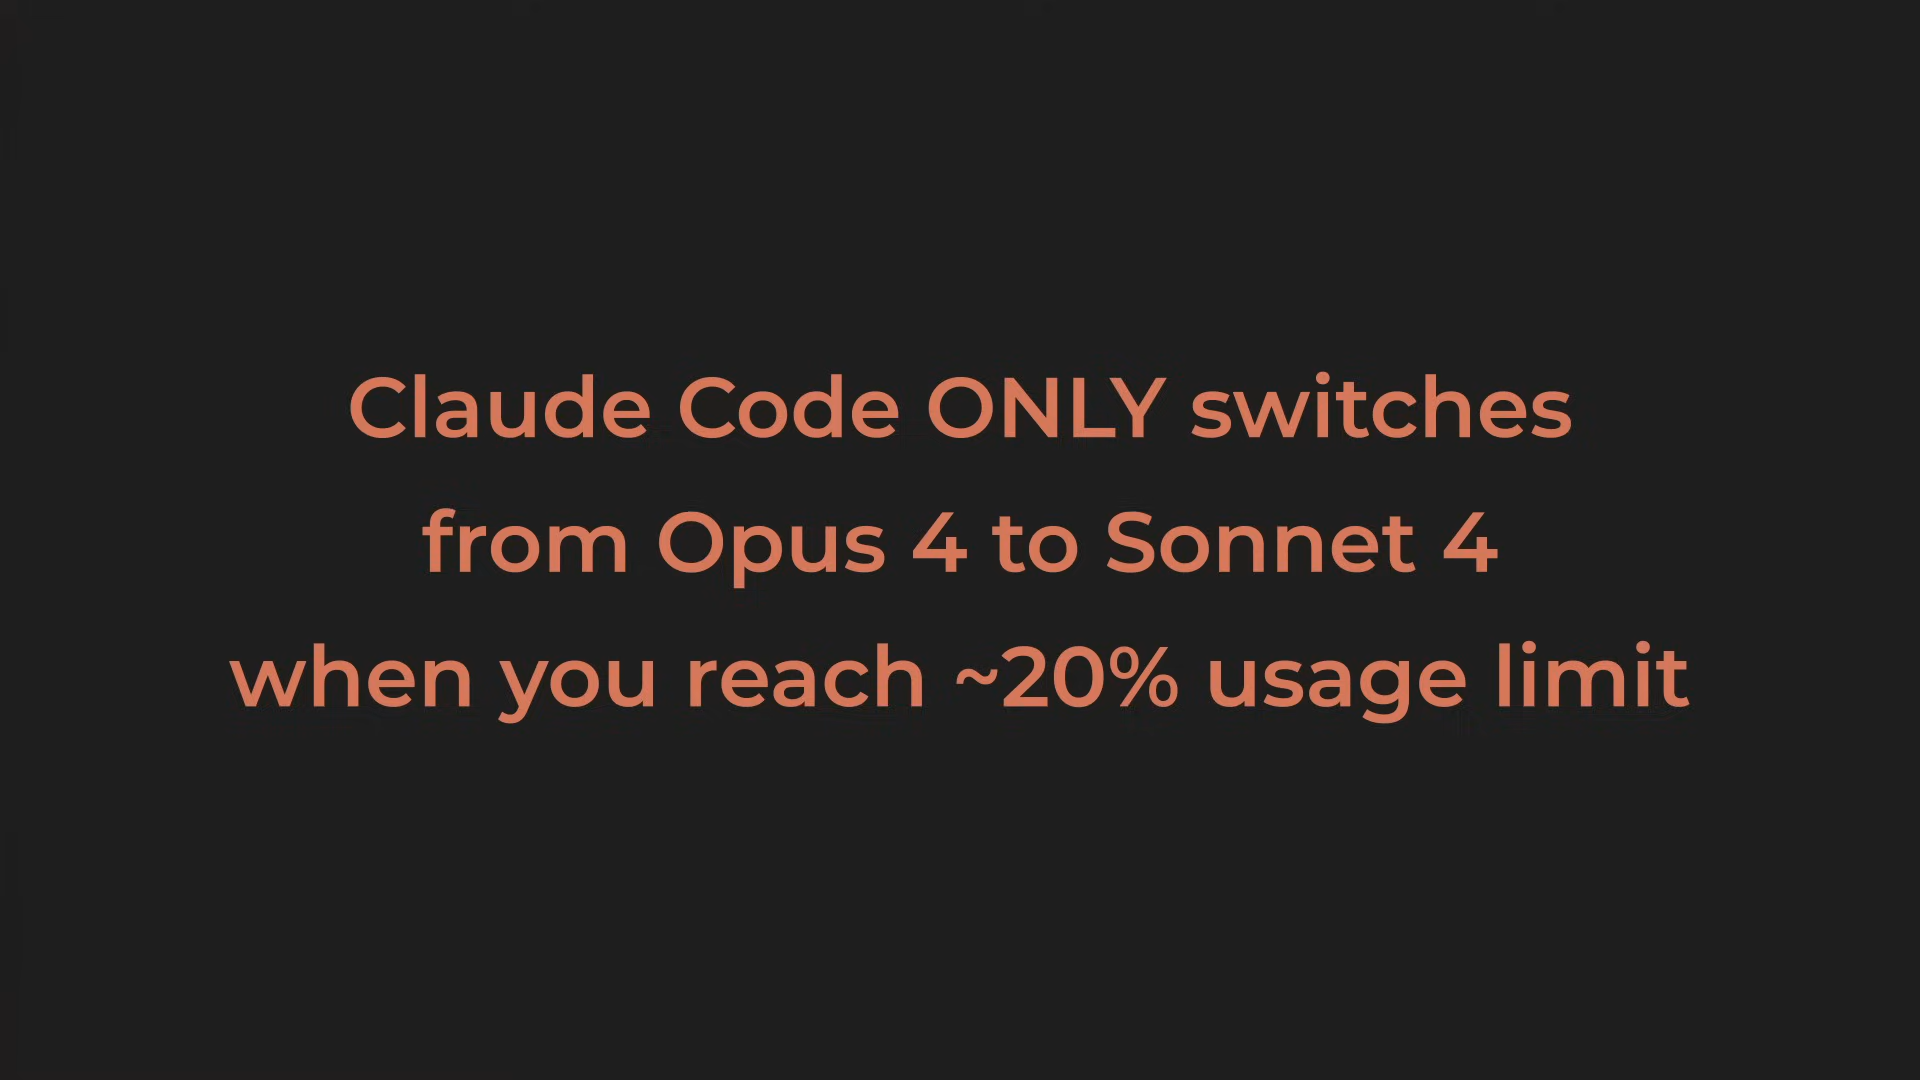 Claude Code ONLY switches
from Opus 4 to Sonnet 4
when you reach ~20% usage limit